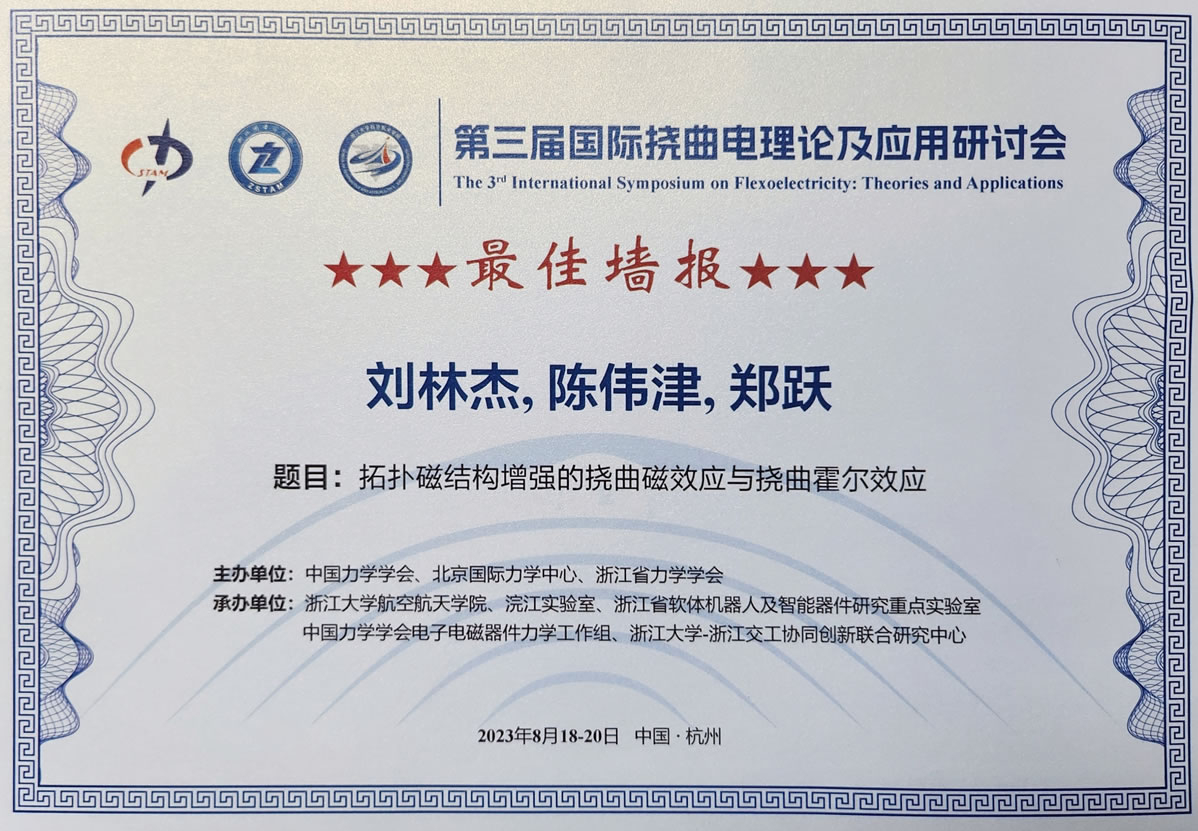 第三届国际挠曲电理论及应用研讨会
The 3rd International Symposium on Flexoelectricity: Theories and Applications
STAM
ZSTAM
★★★最佳墙报★★★
刘林杰, 陈伟津, 郑跃
题目：拓扑磁结构增强的挠曲磁效应与挠曲霍尔效应
主办单位：中国力学学会、北京国际力学中心、浙江省力学学会
承办单位：浙江大学航空航天学院、浣江实验室、浙江省软体机器人及智能器件研究重点实验室
中国力学学会电子电磁器件力学工作组、浙江大学-浙江交工协同创新联合研究中心
2023年8月18-20日 中国 · 杭州